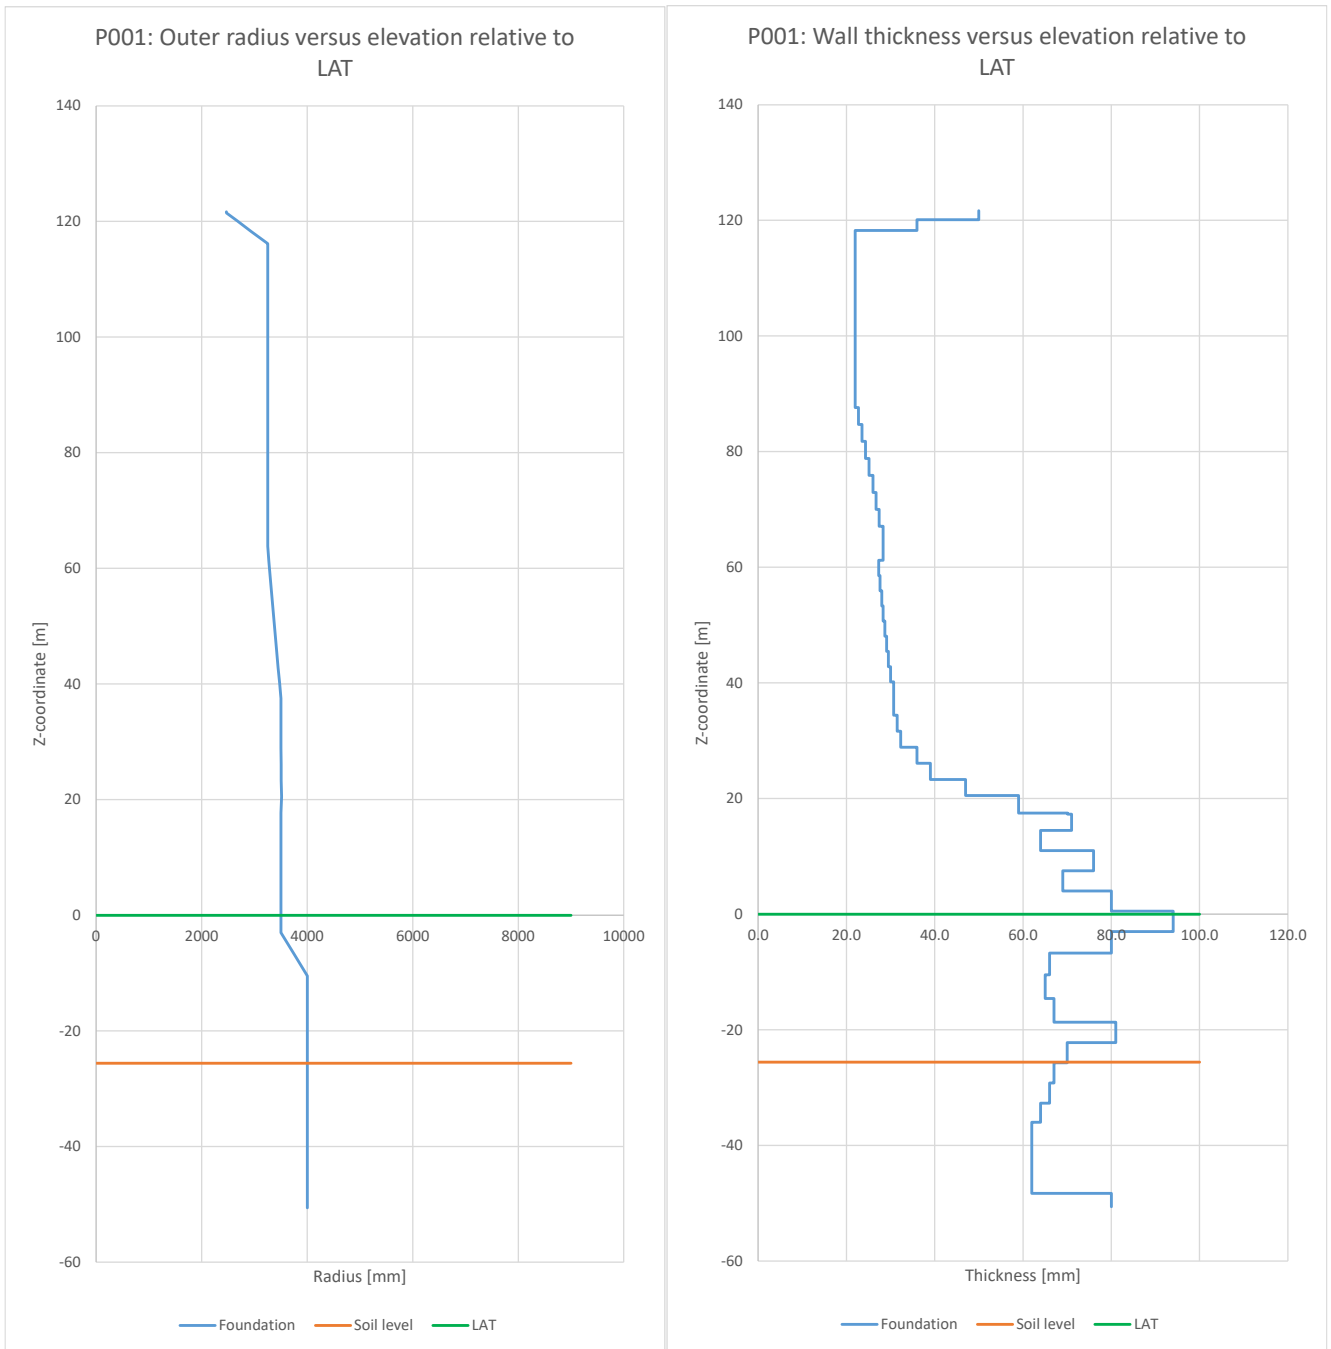 P001: Outer radius versus elevation relative to
LAT
140
120
100
80
60
40
20
0
-20
-40
-60
0
2000
4000
6000
8000
10000
Z-coordinate [m]
Radius [mm]
Foundation
Soil level
LAT
P001: Wall thickness versus elevation relative to
LAT
140
120
100
80
60
40
20
0
-20
-40
-60
0.0
20.0
40.0
60.0
80.0
100.0
120.0
Z-coordinate [m]
Thickness [mm]
Foundation
Soil level
LAT